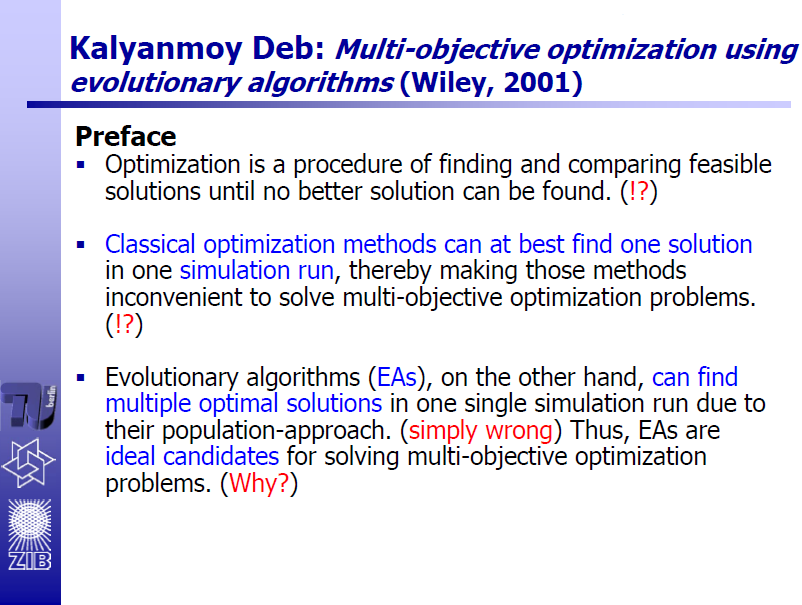 Kalyanmoy Deb: Multi-objective optimization using
evolutionary algorithms (Wiley, 2001)
Preface
▪ Optimization is a procedure of finding and comparing feasible
solutions until no better solution can be found. (!?)
▪ Classical optimization methods can at best find one solution
in one simulation run, thereby making those methods
inconvenient to solve multi-objective optimization problems.
(!?)
▪ Evolutionary algorithms (EAs), on the other hand, can find
multiple optimal solutions in one single simulation run due to
their population-approach. (simply wrong) Thus, EAs are
ideal candidates for solving multi-objective optimization
problems. (Why?)
TU berlin
ZIB